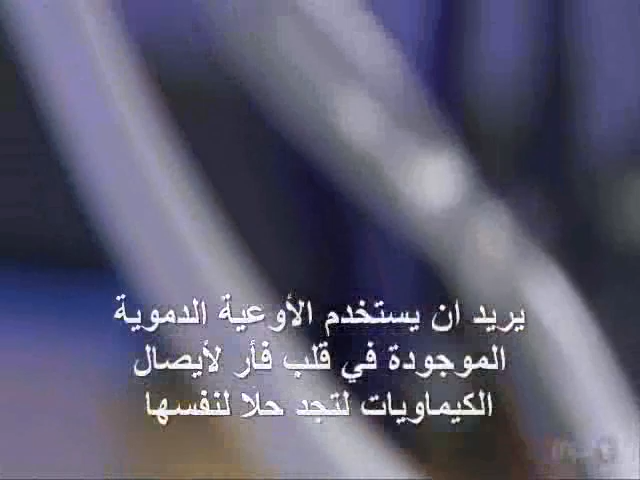 يريد ان يستخدم الأوعية الدموية
الموجودة في قلب فأر لأيصال
الكيماويات لتجد حلا لنفسها